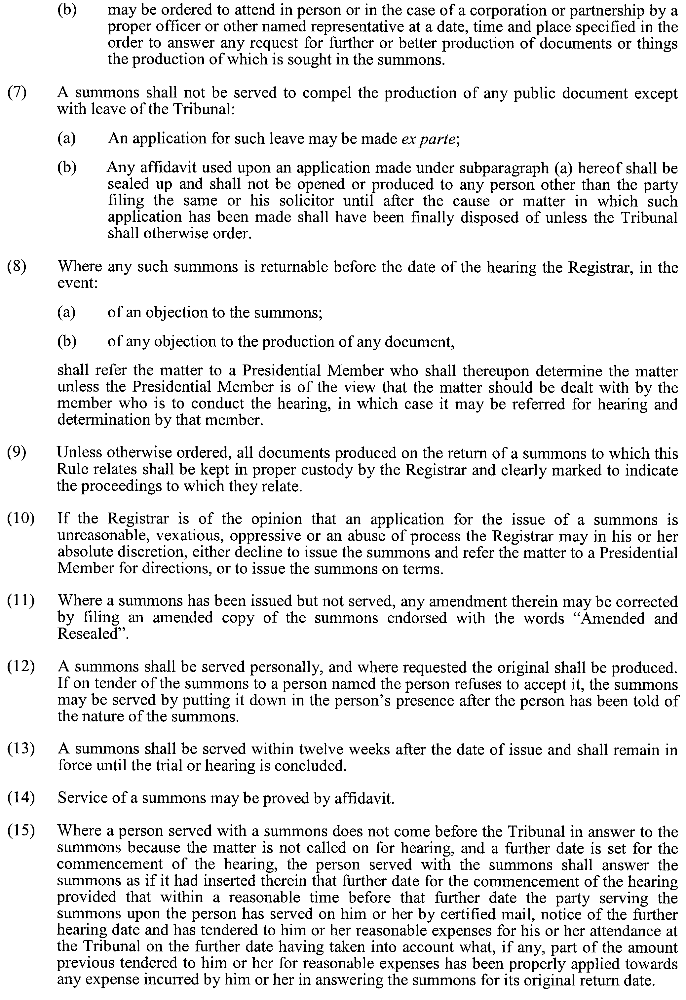 (b) may be ordered to attend in person or in the case of a corporation or partnership by a
proper officer or other named representative at a date, time and place specified in the
order to answer any request for further or better production of documents or things
the production of which is sought in the summons.
(7) A summons shall not be served to compel the production of any public document except
with leave of the Tribunal:
(a) An application for such leave may be made ex parte;
(b) Any affidavit used upon an application made under subparagraph (a) hereof shall be
sealed up and shall not be opened or produced to any person other than the party
filing the same or his solicitor until after the cause or matter in which such
application has been made shall have been finally disposed of unless the Tribunal
shall otherwise order.
(8) Where any such summons is returnable before the date of the hearing the Registrar, in the
event:
(a) of an objection to the summons;
(b) of any objection to the production of any document,
shall refer the matter to a Presidential Member who shall thereupon determine the matter
unless the Presidential Member is of the view that the matter should be dealt with by the
member who is to conduct the hearing, in which case it may be referred for hearing and
determination by that member.
(9) Unless otherwise ordered, all documents produced on the return of a summons to which this
Rule relates shall be kept in proper custody by the Registrar and clearly marked to indicate
the proceedings to which they relate.
(10) If the Registrar is of the opinion that an application for the issue of a summons is
unreasonable, vexatious, oppressive or an abuse of process the Registrar may in his or her
absolute discretion, either decline to issue the summons and refer the matter to a Presidential
Member for directions, or to issue the summons on terms.
(11) Where a summons has been issued but not served, any amendment therein may be corrected
by filing an amended copy of the summons endorsed with the words “Amended and
Resealed”.
(12) A summons shall be served personally, and where requested the original shall be produced.
If on tender of the summons to a person named the person refuses to accept it, the summons
may be served by putting it down in the person’s presence after the person has been told of
the nature of the summons.
(13) A summons shall be served within twelve weeks after the date of issue and shall remain in
force until the trial or hearing is concluded.
(14) Service of a summons may be proved by affidavit.
(15) Where a person served with a summons does not come before the Tribunal in answer to the
summons because the matter is not called on for hearing, and a further date is set for the
commencement of the hearing, the person served with the summons shall answer the
summons as if it had inserted therein that further date for the commencement of the hearing
provided that within a reasonable time before that further date the party serving the
summons upon the person has served on him or her by certified mail, notice of the further
hearing date and has tendered to him or her reasonable expenses for his or her attendance at
the Tribunal on the further date having taken into account what, if any, part of the amount
previous tendered to him or her for reasonable expenses has been properly applied towards
any expense incurred by him or her in answering the summons for its original return date.